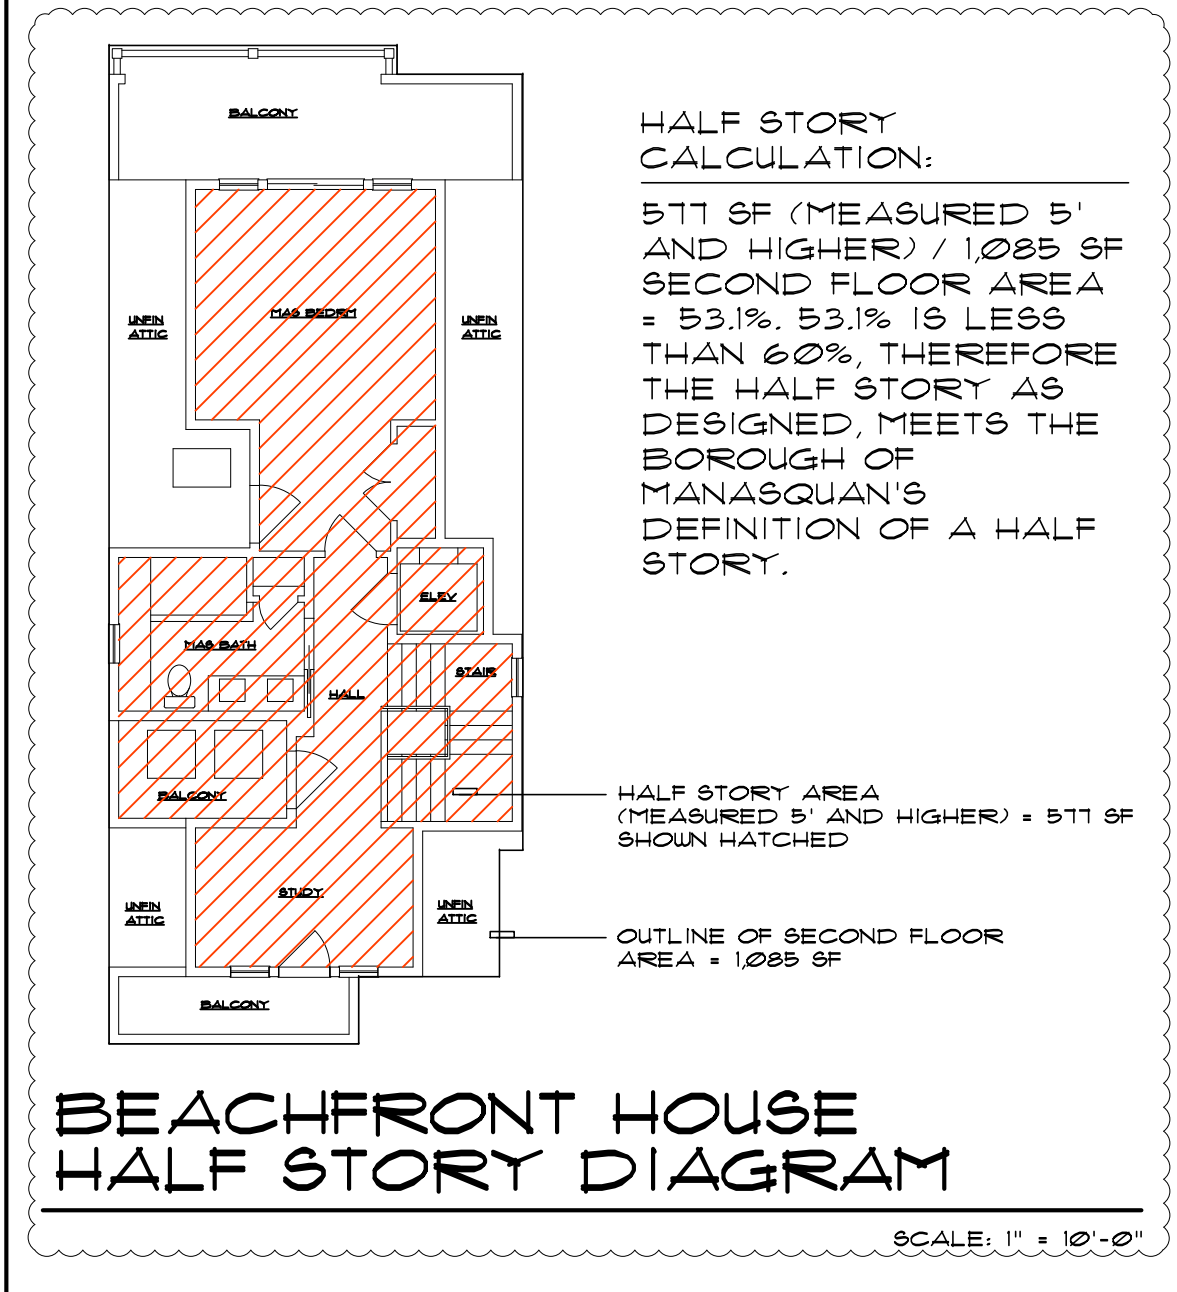 BALCONY
HALF STORY
CALCULATION:
577 SF (MEASURED 5'
AND HIGHER) / 1,085 SF
SECOND FLOOR AREA
= 53.1%. 53.1% IS LESS
THAN 60%, THEREFORE
THE HALF STORY AS
DESIGNED, MEETS THE
BOROUGH OF
MANASQUAN'S
DEFINITION OF A HALF
STORY.
MAS BEDRM
UNFIN
ATTIC
UNFIN
ATTIC
ELEV
MAS BATH
STAIR
HALL
BALCONY
HALF STORY AREA
(MEASURED 5' AND HIGHER) = 577 SF
SHOWN HATCHED
STUDY
UNFIN
ATTIC
UNFIN
ATTIC
OUTLINE OF SECOND FLOOR
AREA = 1,085 SF
BALCONY
BEACHFRONT HOUSE
HALF STORY DIAGRAM
SCALE: 1" = 10'-0"